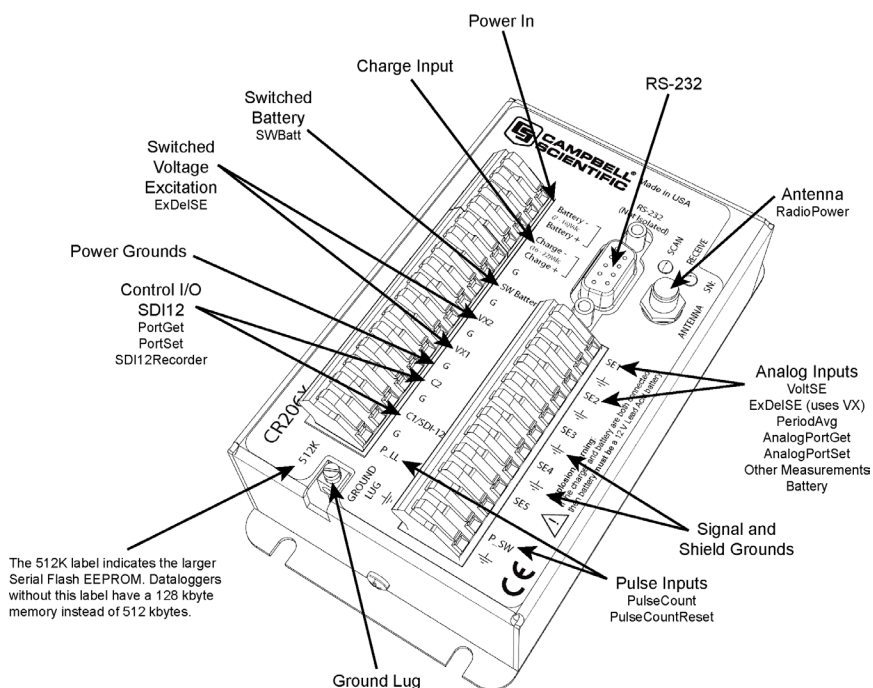 Power In
Charge Input
RS-232
Switched
Battery
SWBatt
Switched
Voltage
Excitation
ExDelSE
Antenna
RadioPower
Power Grounds
Control I/O
SDI12
PortGet
PortSet
SDI12Recorder
Analog Inputs
VoltSE
ExDelSE (uses VX)
PeriodAvg
AnalogPortGet
AnalogPortSet
Other Measurements
Battery
Signal and
Shield Grounds
Pulse Inputs
PulseCount
PulseCountReset
The 512K label indicates the larger
Serial Flash EEPROM. Dataloggers
without this label have a 128 kbyte
memory instead of 512 kbytes.
Ground Lug
CAMPBELL®
SCIENTIFIC
Made in USA
RS-232
(Not Isolated)
SCAN
RECEIVE
ANTENNA
SN:
Battery -
Battery +
Charge -
Charge +
G
SW Batter
G
VX2
G
VX1
G
C2
G
C1/SDI-12
G
P_LL
GROUND
LUG
CR206X
512K
SE1
SE2
SE3
SE4
SE5
P_SW
CE